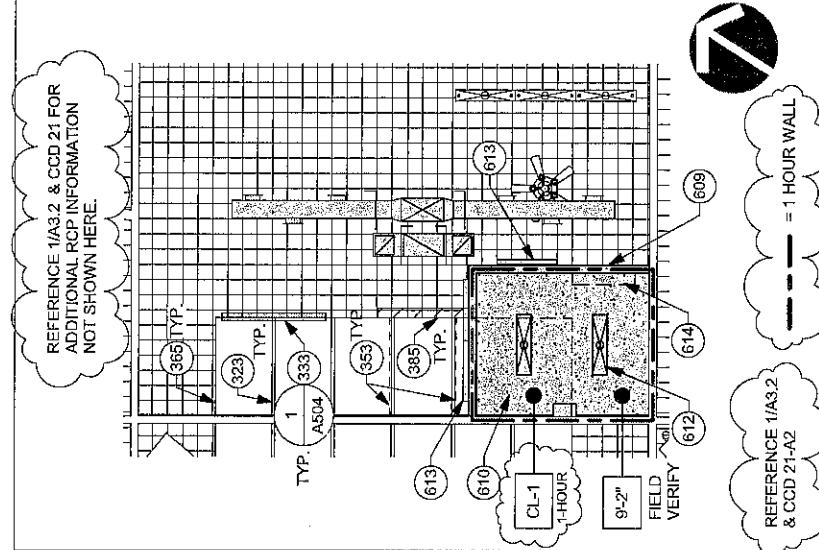 REFERENCE 1/A3.2 & CCD 21 FOR
ADDITIONAL RCP INFORMATION
NOT SHOWN HERE.
365
TYP.
323
TYP.
333
1
A504
TYP.
TYP.
353
385
TYP.
613
613
610
609
614
612
CL-1
1-HOUR
9'-2"
FIELD
VERIFY
= 1 HOUR WALL
REFERENCE 1/A3.2
& CCD 21-A2